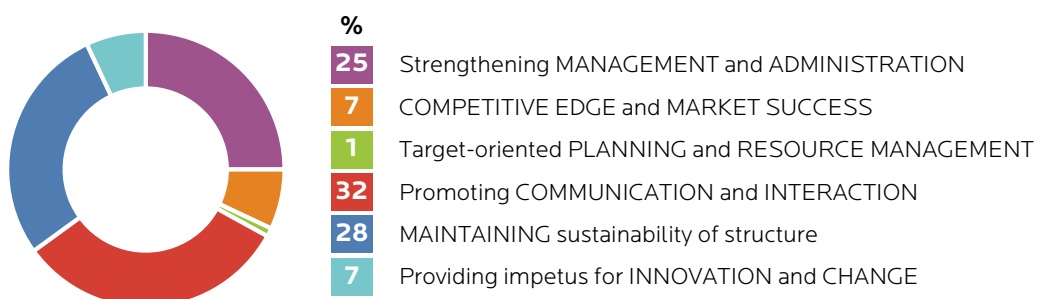 %
25 Strengthening MANAGEMENT and ADMINISTRATION
7 COMPETITIVE EDGE and MARKET SUCCESS
1 Target-oriented PLANNING and RESOURCE MANAGEMENT
32 Promoting COMMUNICATION and INTERACTION
28 MAINTAINING sustainability of structure
7 Providing impetus for INNOVATION and CHANGE